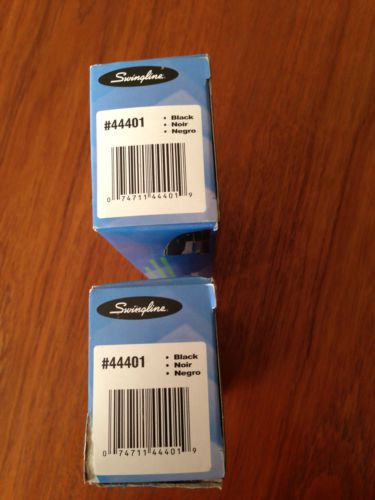 Swingline
#44401
• Black
• Noir
• Negro
0 74711 44401 9
Swingline
#44401
• Black
• Noir
• Negro
0 74711 44401 9